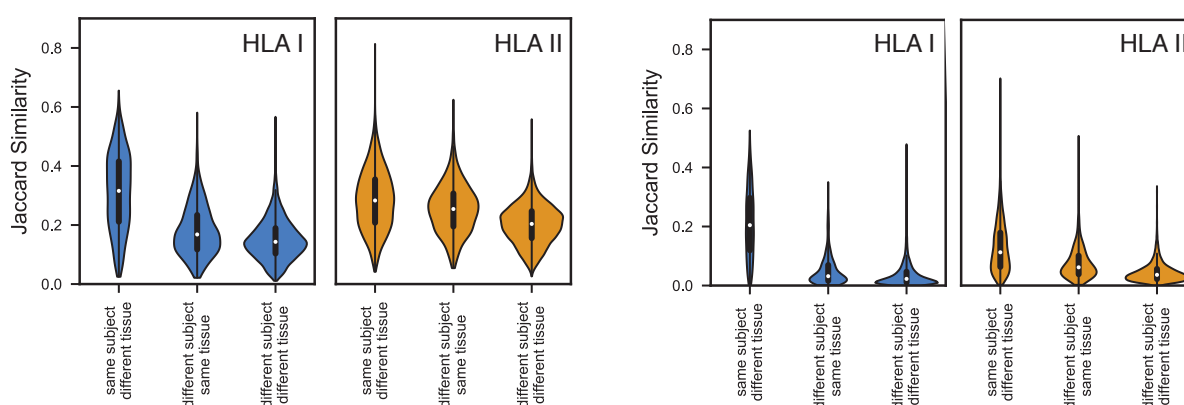 Jaccard Similarity
0.8
0.6
0.4
0.2
0.0
HLA I
same subject
different tissue
different subject
same tissue
different subject
different tissue
HLA II
same subject
different tissue
different subject
same tissue
different subject
different tissue
Jaccard Similarity
0.8
0.6
0.4
0.2
0.0
HLA I
same subject
different tissue
different subject
same tissue
different subject
different tissue
HLA II
same subject
different tissue
different subject
same tissue
different subject
different tissue